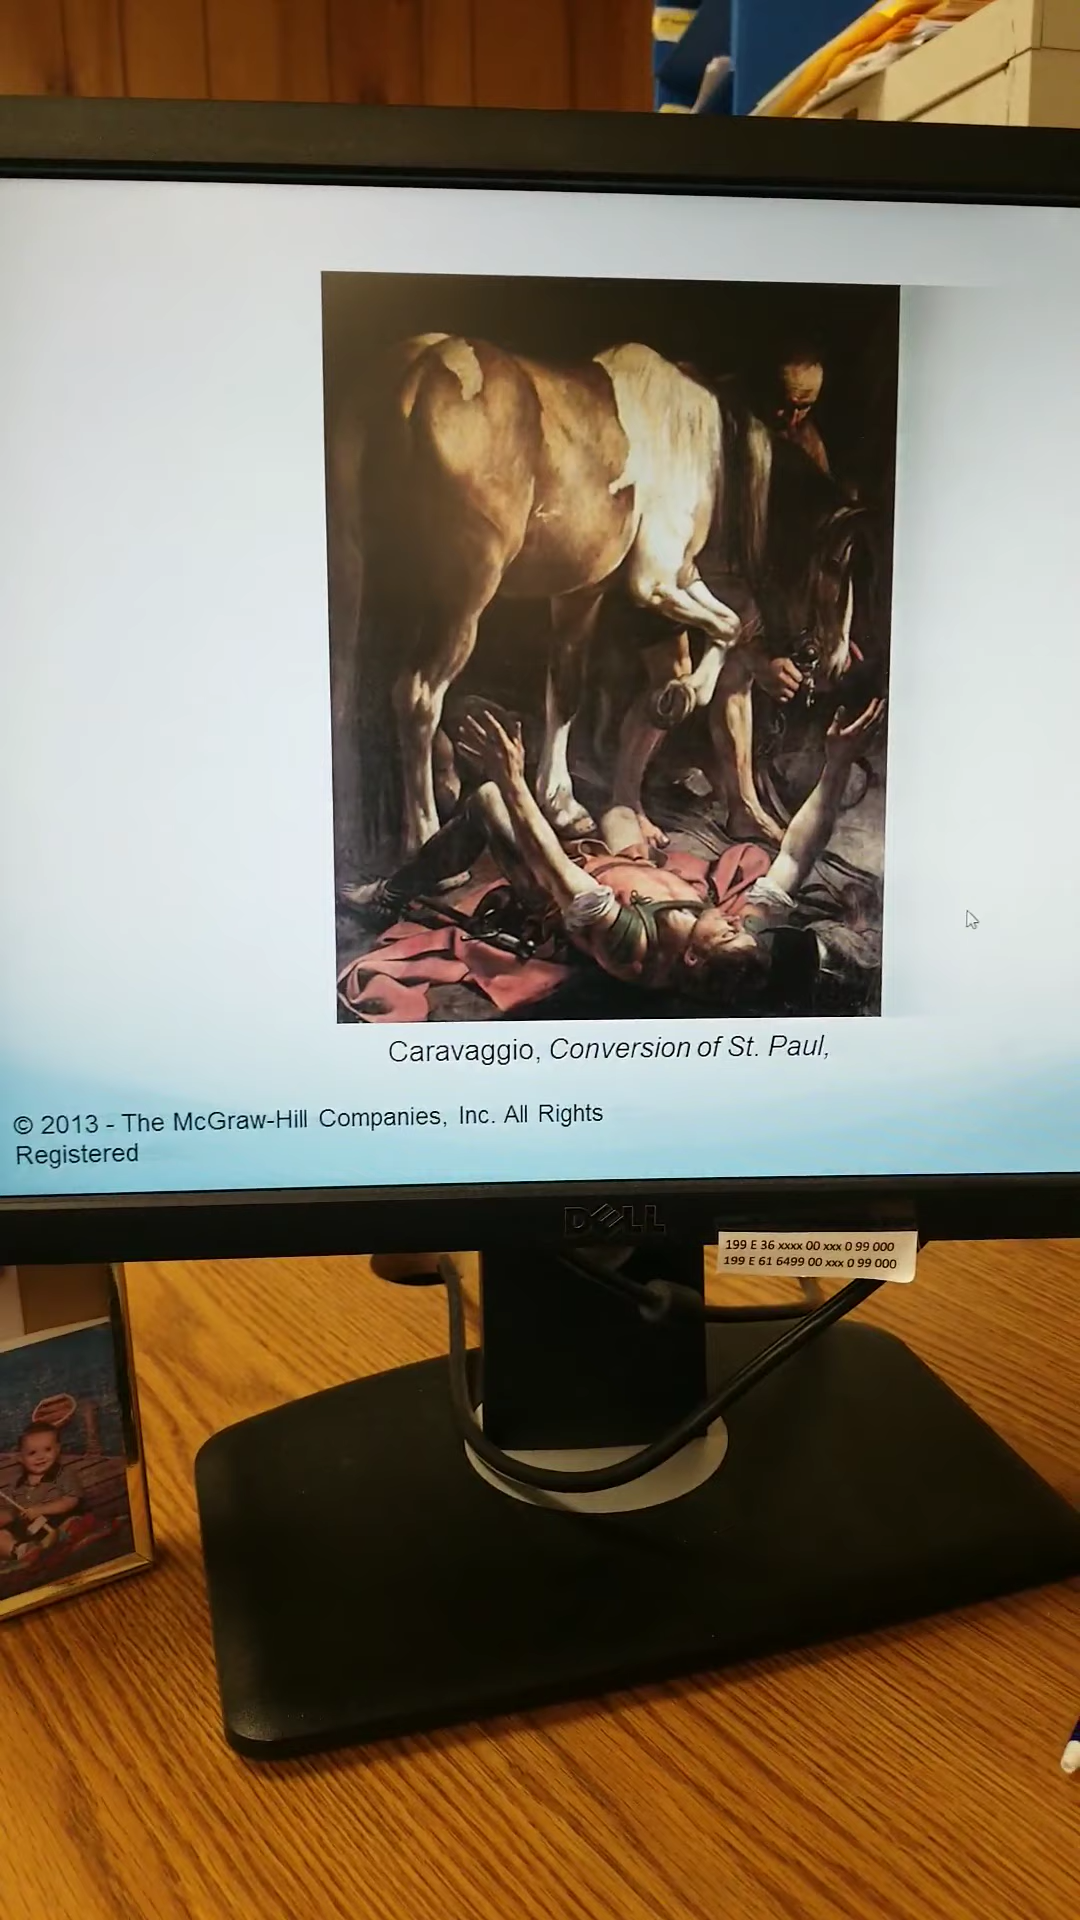 Caravaggio, Conversion of St. Paul,
© 2013 - The McGraw-Hill Companies, Inc. All Rights
Registered
DELL
199 E 36 xxxx 00 xxx 0 99 000
199 E 61 6499 00 xxx 0 99 000